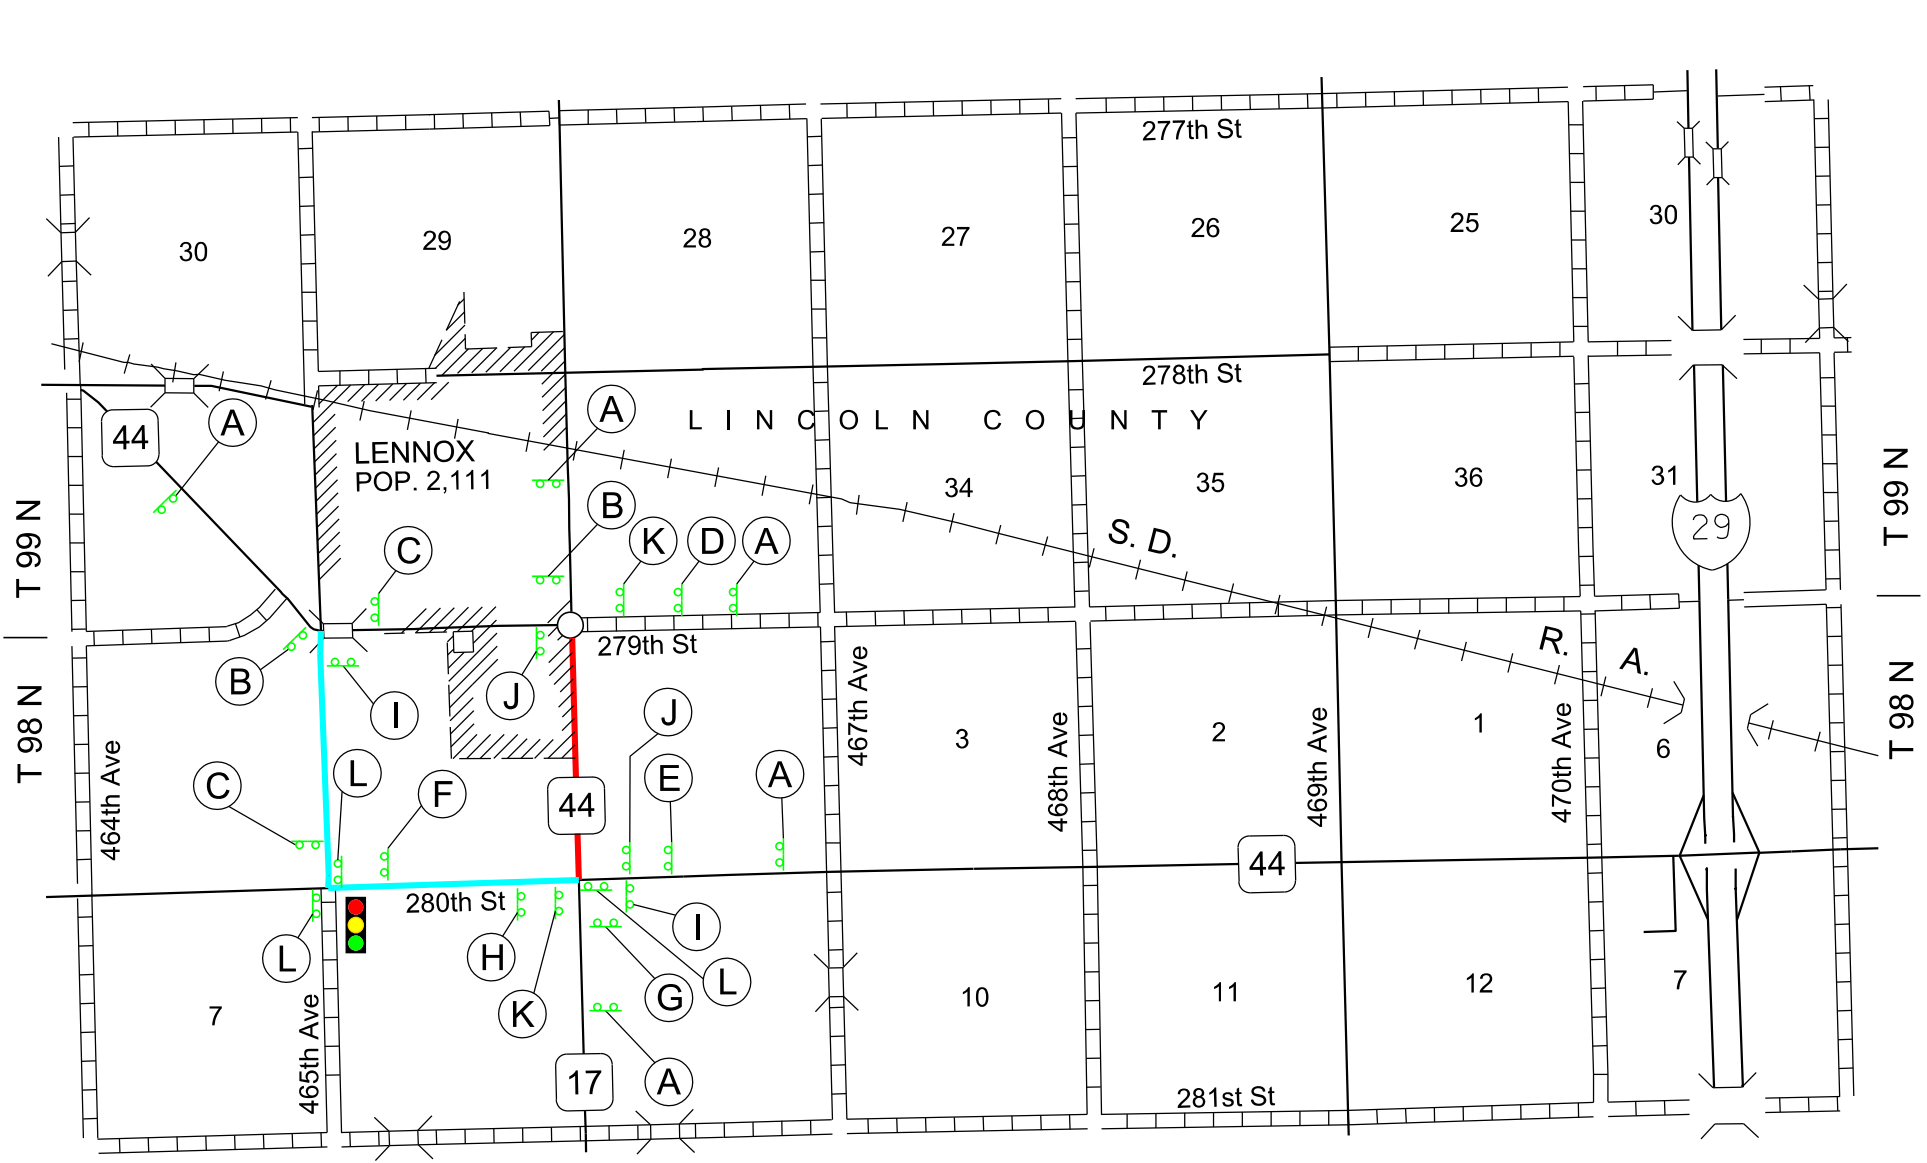 277th St
30
29
28
27
26
25
30
278th St
44
A
A
LINCOLN COUNTY
LENNOX
POP. 2,111
34
35
36
31
T 99 N
T 99 N
B
K
D
A
C
29
S. D.
R. A.
279th St
B
I
J
J
467th Ave
468th Ave
469th Ave
470th Ave
464th Ave
T 98 N
T 98 N
3
2
1
6
C
L
F
44
E
A
44
280th St
L
H
K
I
L
G
A
7
465th Ave
17
10
11
12
7
281st St